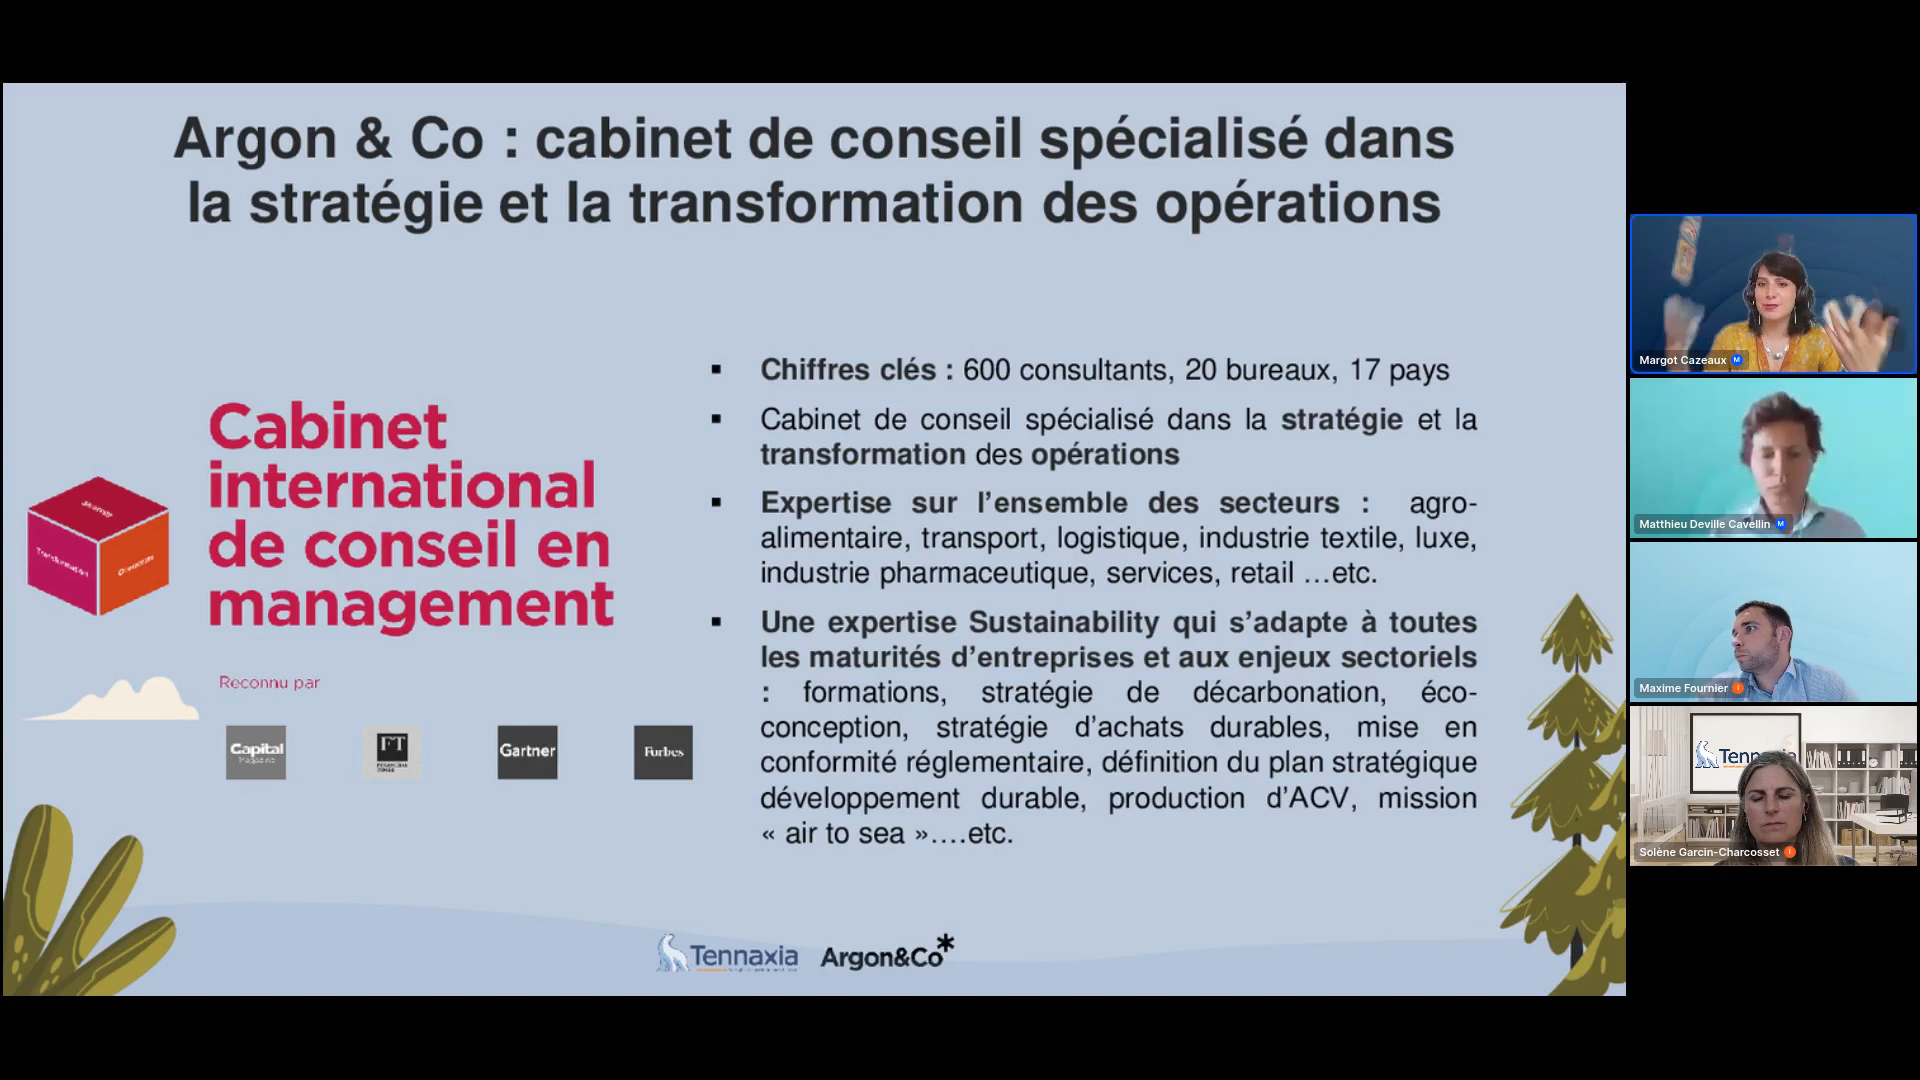 Argon & Co : cabinet de conseil spécialisé dans
la stratégie et la transformation des opérations
Cabinet
international
de conseil en
management
Transformation
Reconnu par
Capital
Magazine
FT
FINANCIAL
TIMES
Gartner
Forbes
▪ Chiffres clés : 600 consultants, 20 bureaux, 17 pays
▪ Cabinet de conseil spécialisé dans la stratégie et la
transformation des opérations
▪ Expertise sur l’ensemble des secteurs : agro-
alimentaire, transport, logistique, industrie textile, luxe,
industrie pharmaceutique, services, retail …etc.
▪ Une expertise Sustainability qui s’adapte à toutes
les maturités d’entreprises et aux enjeux sectoriels
: formations, stratégie de décarbonation, éco-
conception, stratégie d’achats durables, mise en
conformité réglementaire, définition du plan stratégique
développement durable, production d’ACV, mission
« air to sea »….etc.
Tennaxia
Argon&Co*
Margot Cazeaux M
Matthieu Deville Cavellin M
Maxime Fournier I
Tennaxia
Solène Garcin-Charcosset I